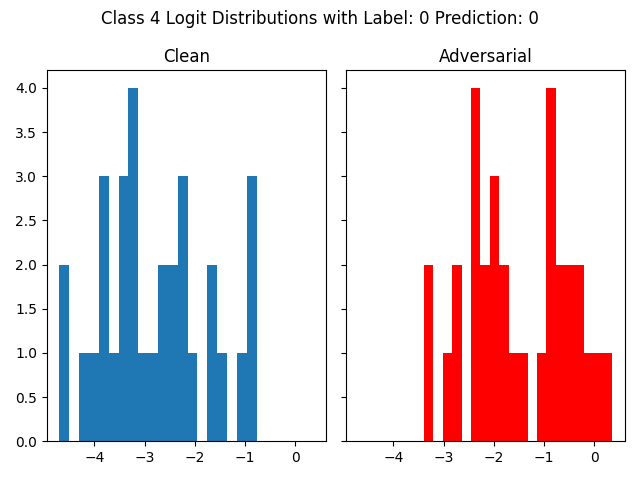 Class 4 Logit Distributions with Label: 0 Prediction: 0
Clean
Adversarial
4.0
3.5
3.0
2.5
2.0
1.5
1.0
0.5
0.0
−4 −3 −2 −1 0
−4 −3 −2 −1 0